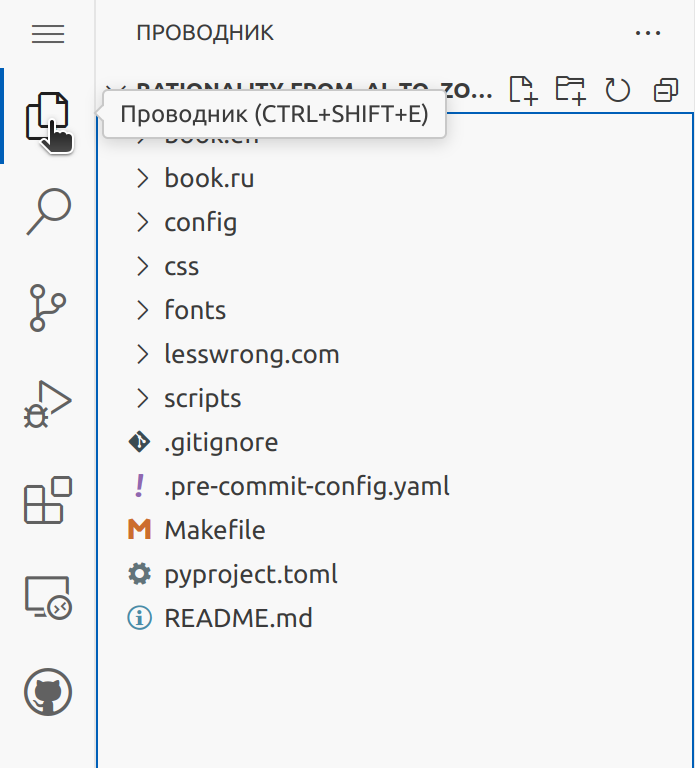 ПРОВОДНИК
RATIONALITY-FROM-AI-TO-ZO...
Проводник (CTRL+SHIFT+E)
book.en
book.ru
config
css
fonts
lesswrong.com
scripts
.gitignore
.pre-commit-config.yaml
Makefile
pyproject.toml
README.md